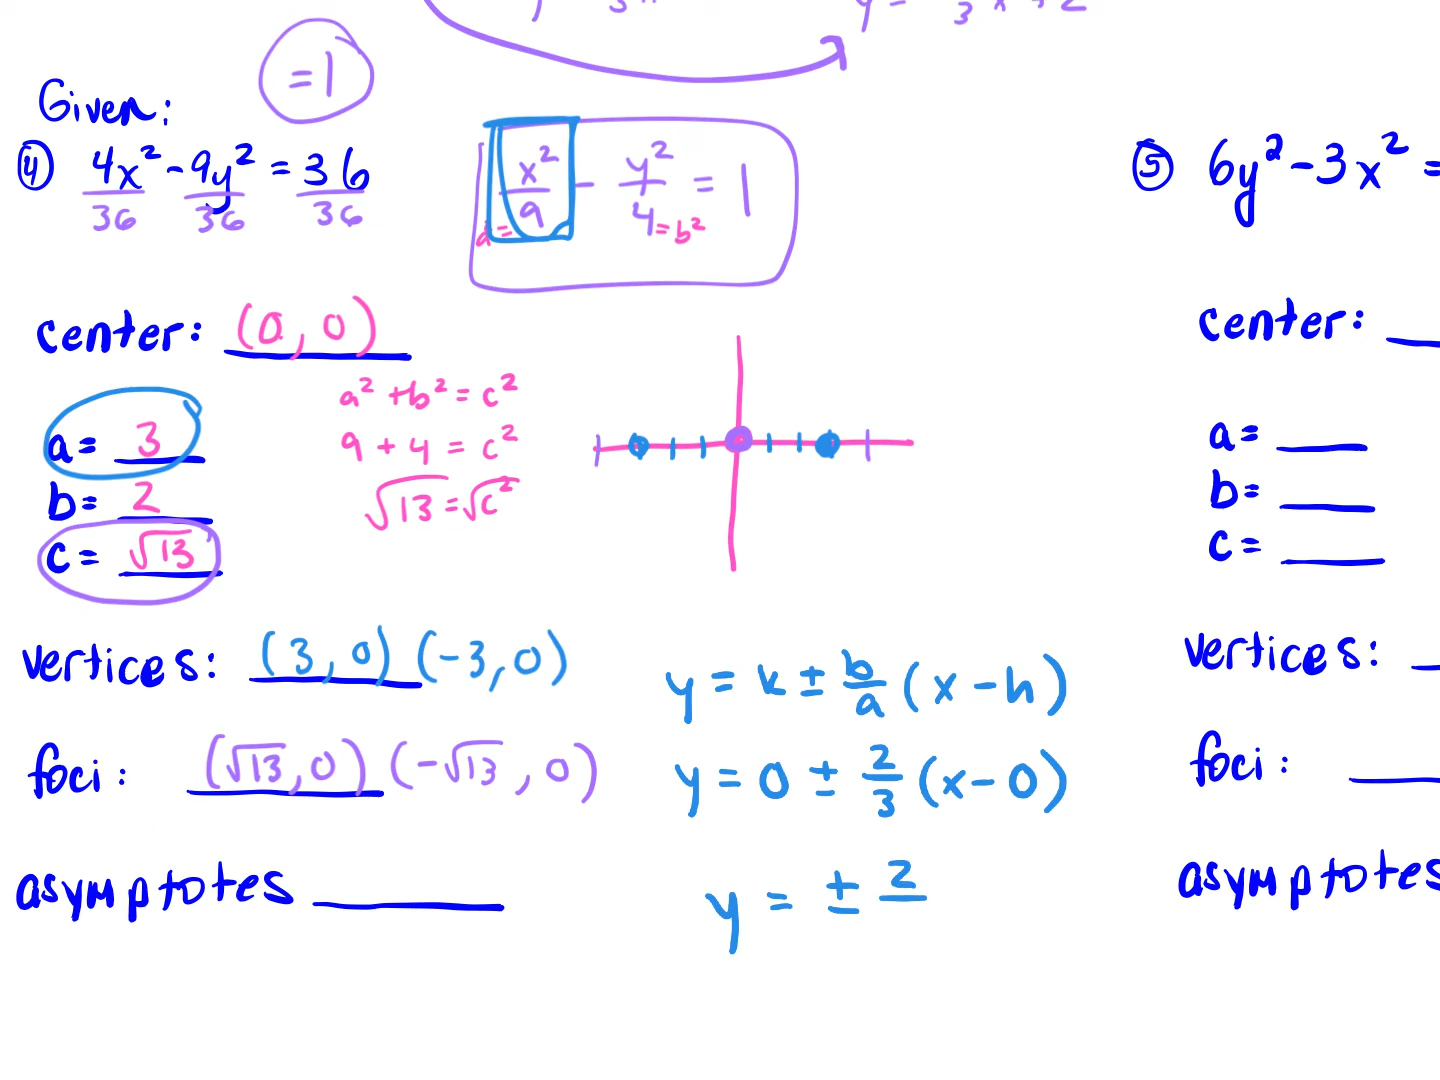 y = 3 x + 2
= 1
Given:
④ 4x² - 9y² = 36
36 36 36
x²/9 - y²/4 = 1
a = = b²
center: (0, 0)
a² + b² = c²
a = 3
9 + 4 = c²
b = 2
√13 = √c²
c = √13
vertices: (3, 0) (-3, 0)
y = k ± b/a (x - h)
foci: (√13, 0) (-√13, 0)
y = 0 ± 2/3 (x - 0)
asymptotes
y = ± 2
⑤ 6y² - 3x² =
center:
a =
b =
c =
vertices:
foci:
asymptotes